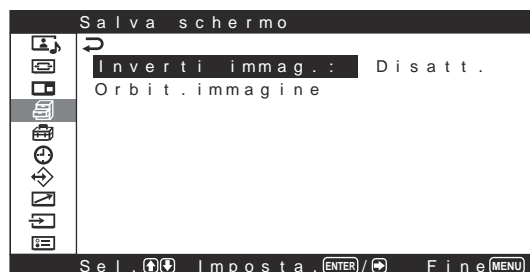 Salva schermo
Inverti immag.: Disatt.
Orbit.immagine
Sel. Imposta. ENTER / Fine MENU